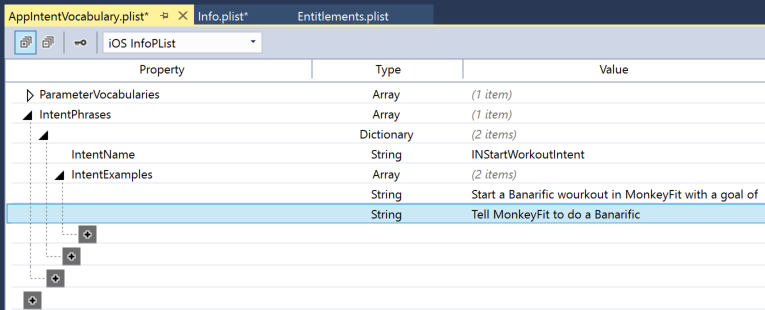 AppIntentVocabulary.plist* Info.plist* Entitlements.plist
iOS InfoPList
Property Type Value
ParameterVocabularies Array (1 item)
IntentPhrases Array (1 item)
Dictionary (2 items)
IntentName String INStartWorkoutIntent
IntentExamples Array (2 items)
String Start a Banarific wourkout in MonkeyFit with a goal of
String Tell MonkeyFit to do a Banarific